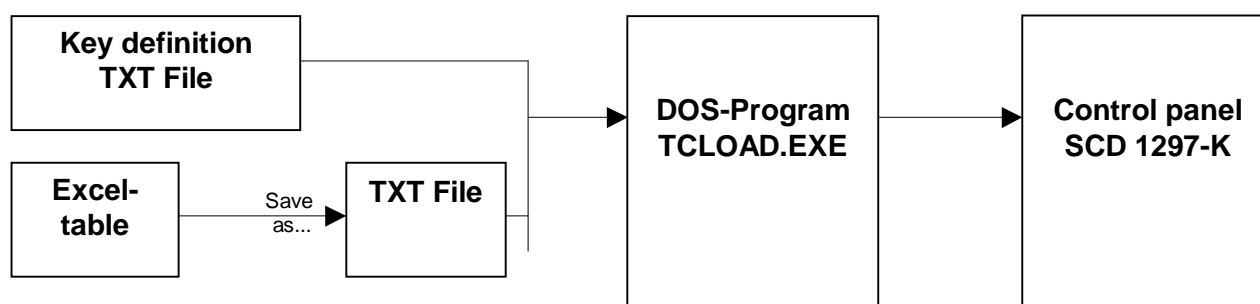 Key definition
TXT File
Excel-
table
Save
as...
TXT File
DOS-Program
TCLOAD.EXE
Control panel
SCD 1297-K